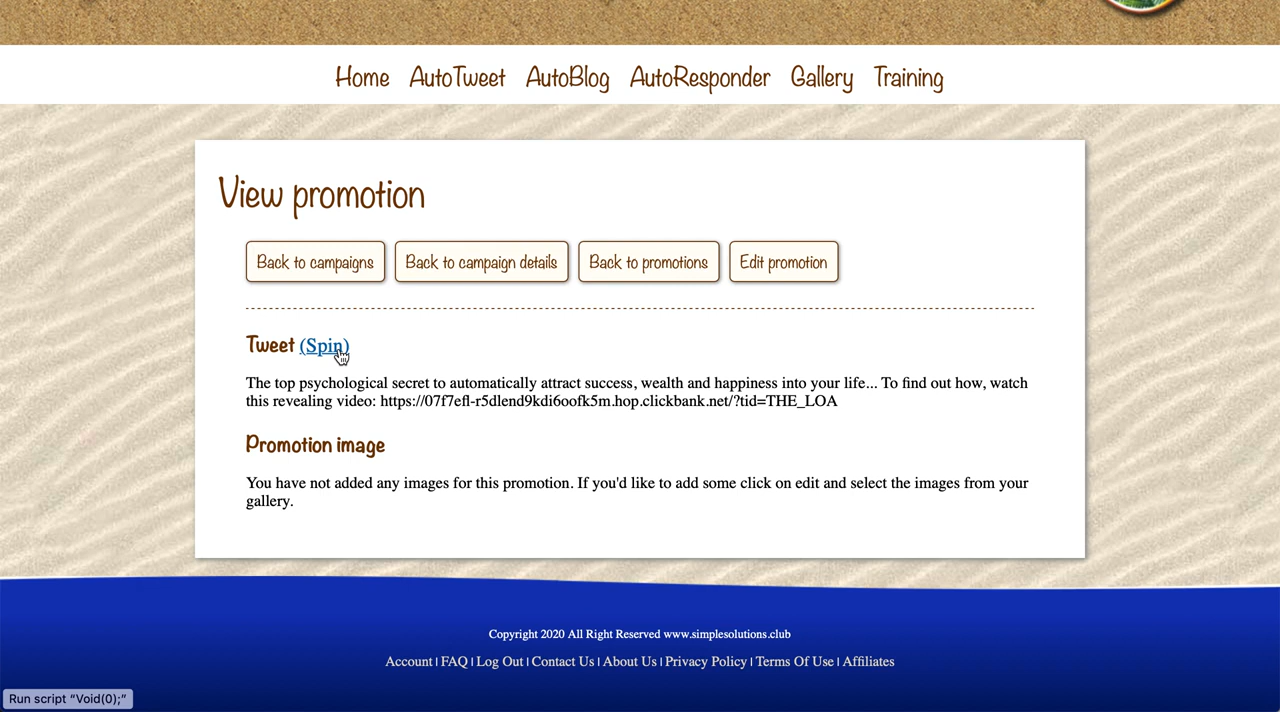 Home AutoTweet AutoBlog AutoResponder Gallery Training
View promotion
Back to campaigns Back to campaign details Back to promotions Edit promotion
Tweet (Spin)
The top psychological secret to automatically attract success, wealth and happiness into your life... To find out how, watch
this revealing video: https://07f7efl-r5dlend9kdi6oofk5m.hop.clickbank.net/?tid=THE_LOA
Promotion image
You have not added any images for this promotion. If you'd like to add some click on edit and select the images from your
gallery.
Copyright 2020 All Right Reserved www.simplesolutions.club
Account | FAQ | Log Out | Contact Us | About Us | Privacy Policy | Terms Of Use | Affiliates
Run script "Void(0);"